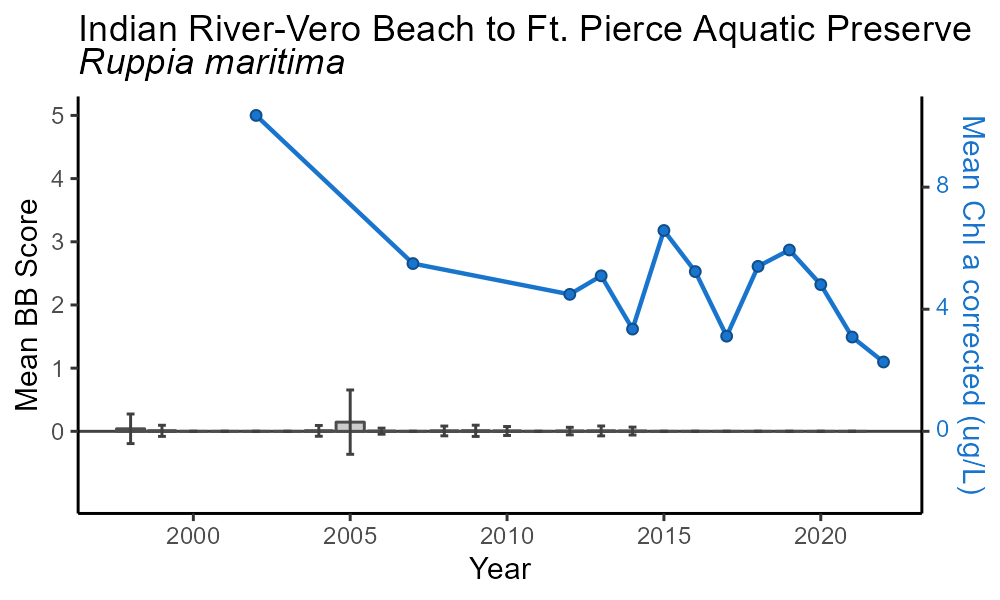 Indian River-Vero Beach to Ft. Pierce Aquatic Preserve
Ruppia maritima
5
4
3
2
1
0
Mean BB Score
8
4
0
Mean Chl a corrected (ug/L)
2000 2005 2010 2015 2020
Year